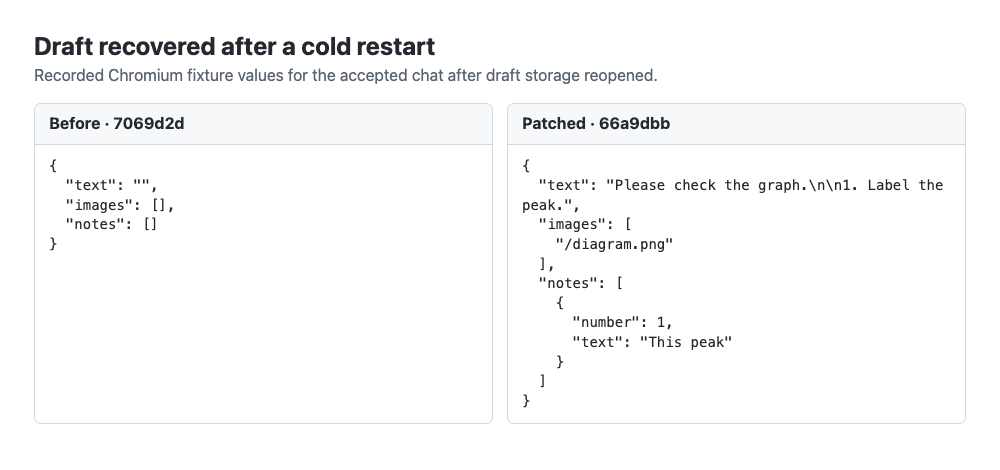 Draft recovered after a cold restart
Recorded Chromium fixture values for the accepted chat after draft storage reopened.
Before · 7069d2d
{
  "text": "",
  "images": [],
  "notes": []
}
Patched · 66a9dbb
{
  "text": "Please check the graph.\n\n1. Label the
peak.",
  "images": [
    "/diagram.png"
  ],
  "notes": [
    {
      "number": 1,
      "text": "This peak"
    }
  ]
}